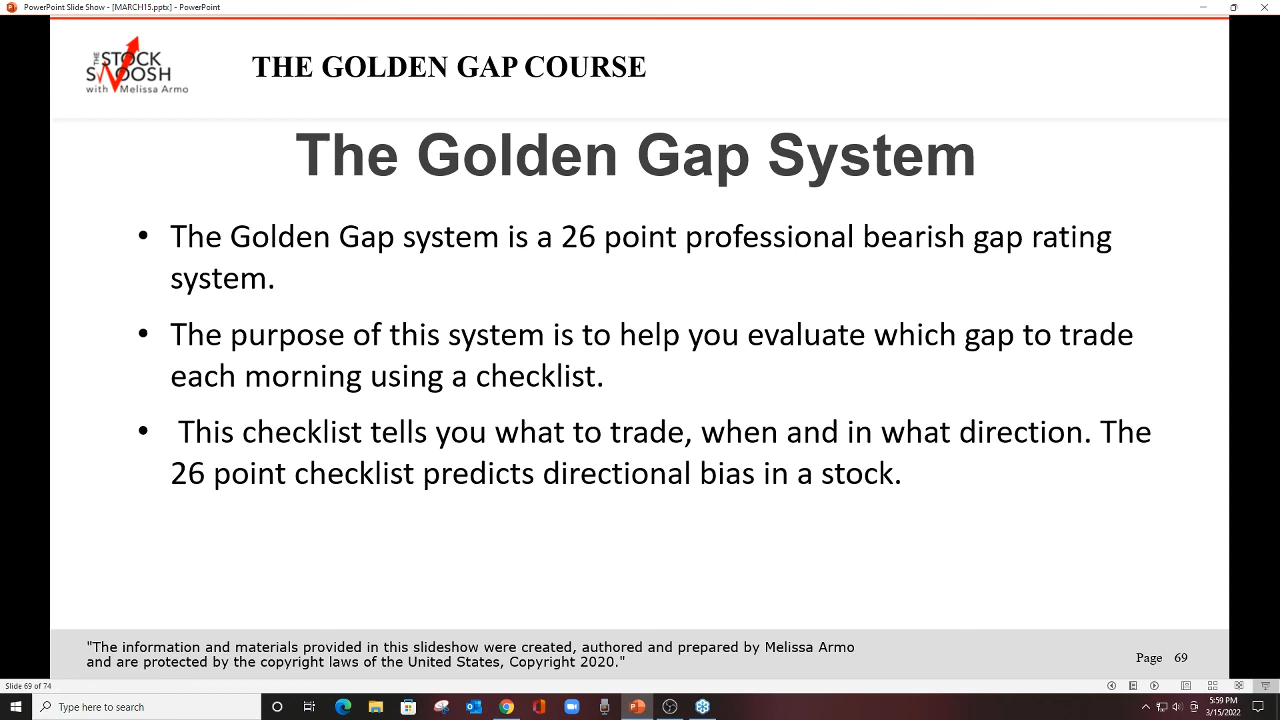 PowerPoint Slide Show - [MARCH15.pptx] - PowerPoint
THE
STOCK
SWOOSH
with Melissa Armo
THE GOLDEN GAP COURSE
The Golden Gap System
• The Golden Gap system is a 26 point professional bearish gap rating
system.
• The purpose of this system is to help you evaluate which gap to trade
each morning using a checklist.
• This checklist tells you what to trade, when and in what direction. The
26 point checklist predicts directional bias in a stock.
"The information and materials provided in this slideshow were created, authored and prepared by Melissa Armo
and are protected by the copyright laws of the United States, Copyright 2020."
Page 69
Slide 69 of 74
Type here to search
5:59 PM
3/15/2022